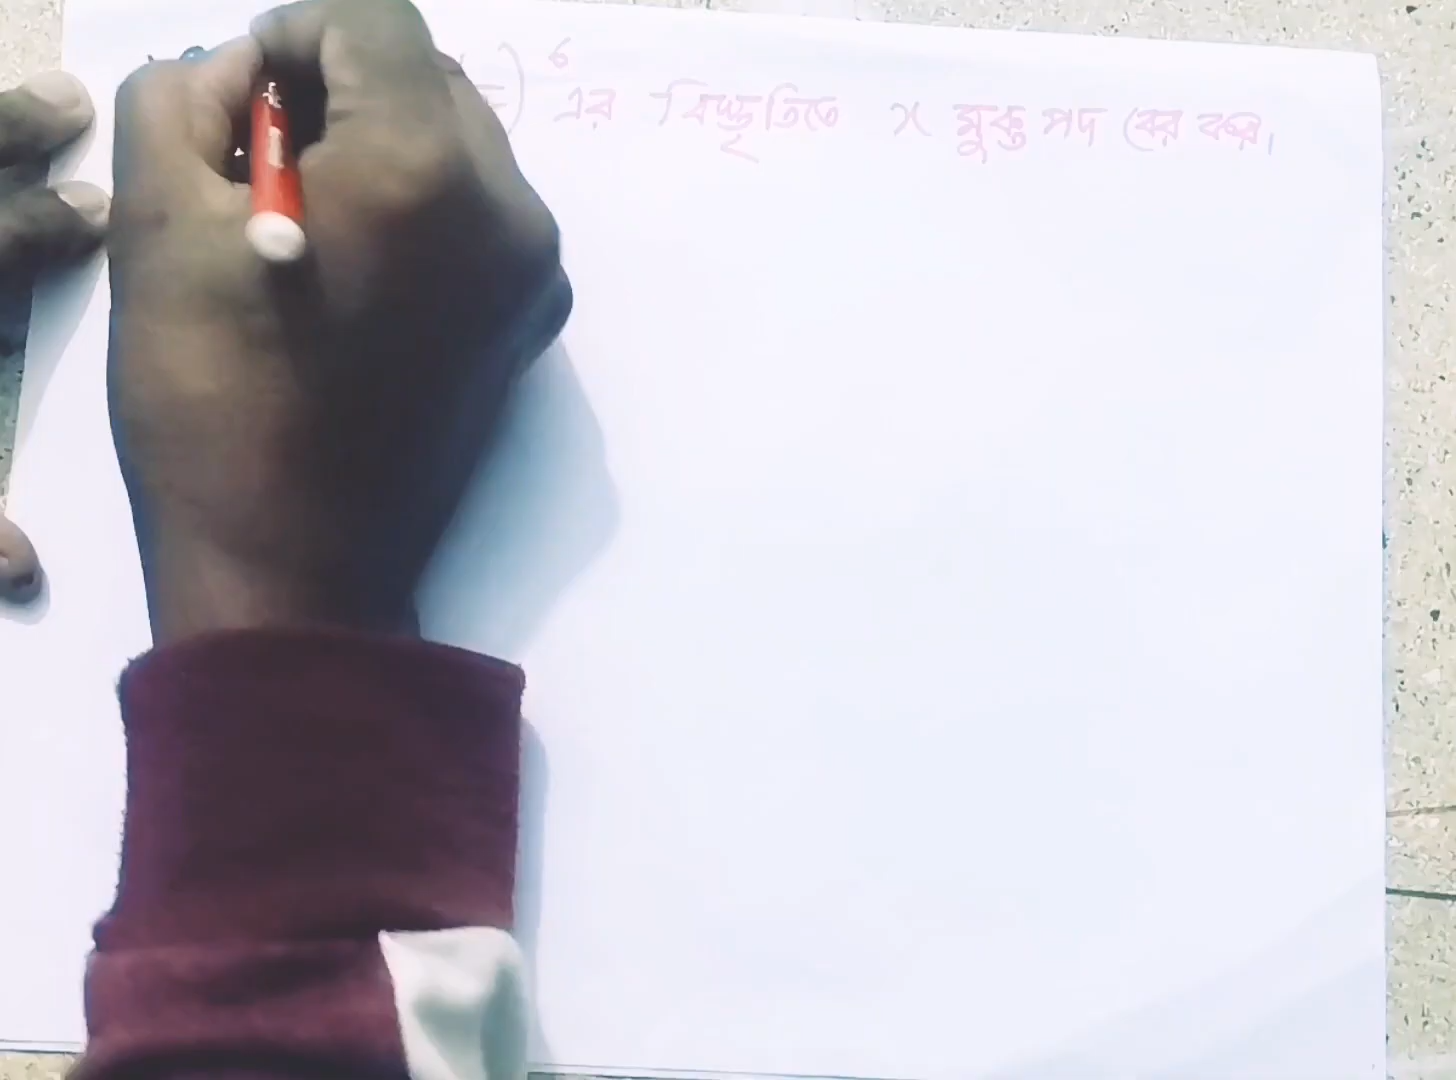 )⁶ এর বিস্তৃতিতে x মুক্ত পদ বের কর।